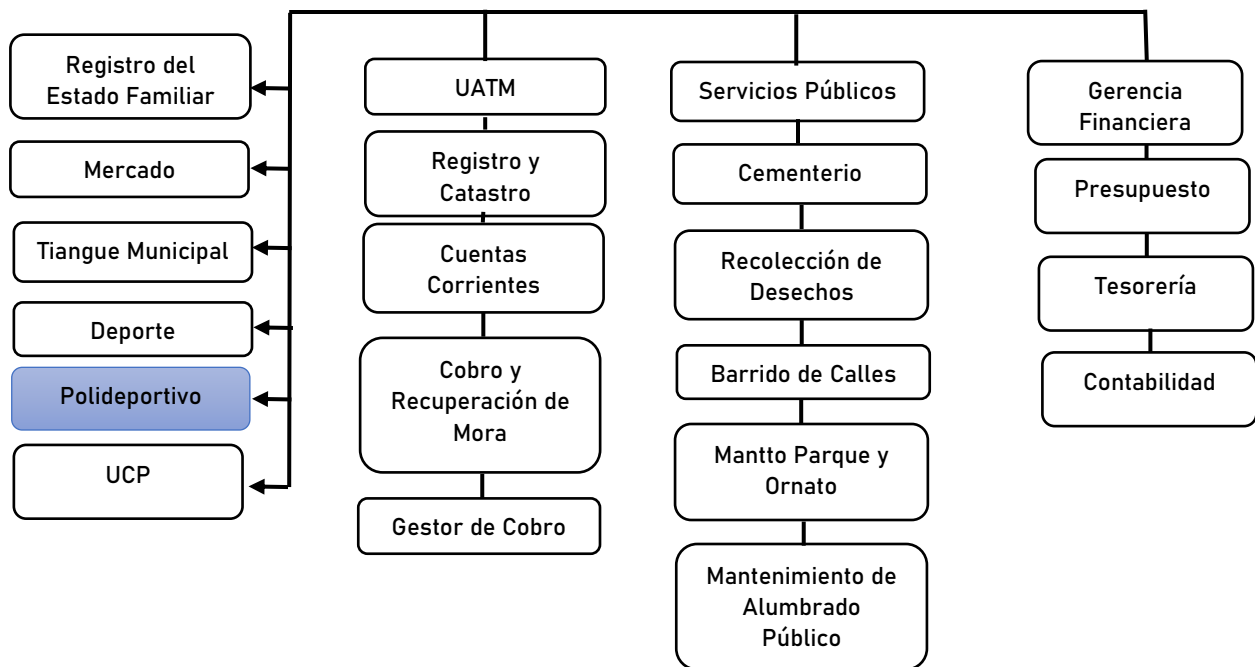 Registro del
Estado Familiar
Mercado
Tiangue Municipal
Deporte
Polideportivo
UCP
UATM
Registro y
Catastro
Cuentas
Corrientes
Cobro y
Recuperación de
Mora
Gestor de Cobro
Servicios Públicos
Cementerio
Recolección de
Desechos
Barrido de Calles
Mantto Parque y
Ornato
Mantenimiento de
Alumbrado
Público
Gerencia
Financiera
Presupuesto
Tesorería
Contabilidad